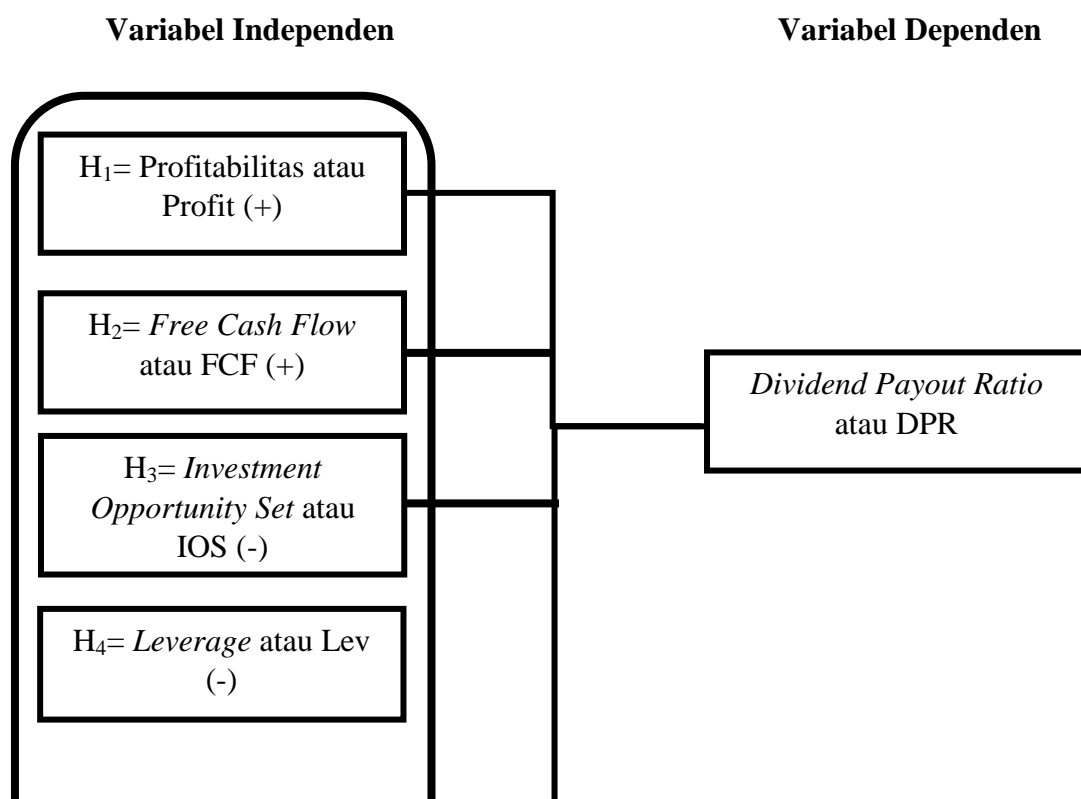 Variabel Independen
Variabel Dependen
H1= Profitabilitas atau
Profit (+)
H2= Free Cash Flow
atau FCF (+)
H3= Investment
Opportunity Set atau
IOS (-)
H4= Leverage atau Lev
(-)
Dividend Payout Ratio
atau DPR